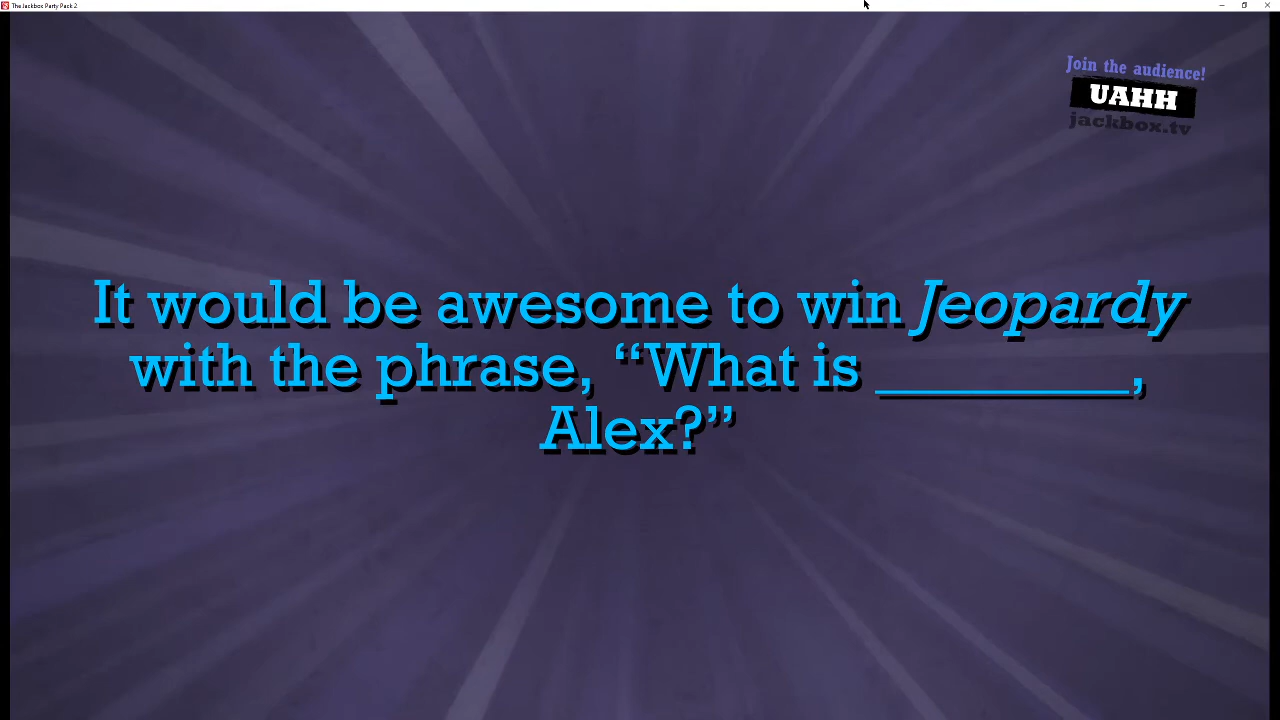 The Jackbox Party Pack 2
Join the audience!
UAHH
jackbox.tv
It would be awesome to win Jeopardy
with the phrase, “What is ________,
Alex?”